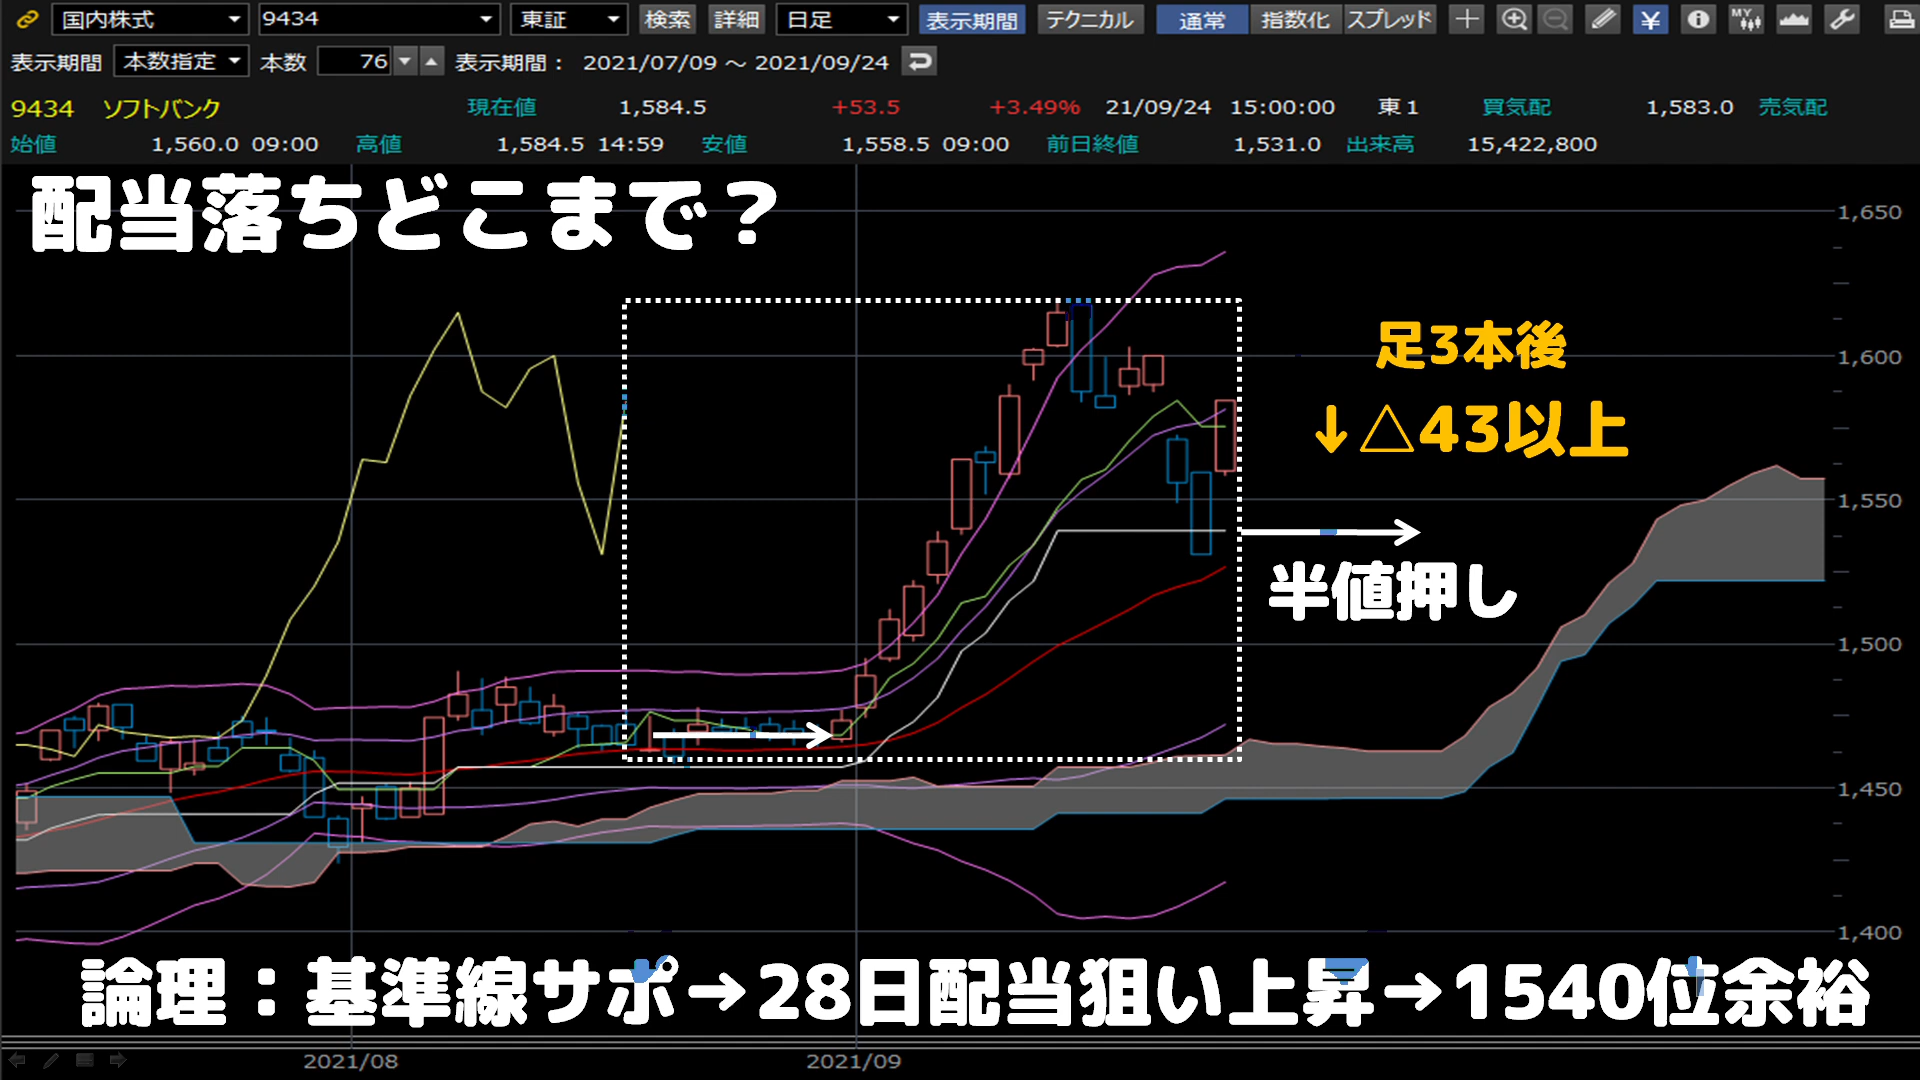 国内株式 9434 東証 検索 詳細 日足 表示期間 テクニカル 通常 指数化 スプレッド ¥ MY
表示期間 本数指定 本数 76 表示期間: 2021/07/09 ～ 2021/09/24
9434 ソフトバンク 現在値 1,584.5 +53.5 +3.49% 21/09/24 15:00:00 東1 買気配 1,583.0 売気配
始値 1,560.0 09:00 高値 1,584.5 14:59 安値 1,558.5 09:00 前日終値 1,531.0 出来高 15,422,800
配当落ちどこまで？
1,650
足3本後
1,600
↓△43以上
1,550
半値押し
1,500
1,450
1,400
論理：基準線サポ→28日配当狙い上昇→1540位余裕
2021/08 2021/09